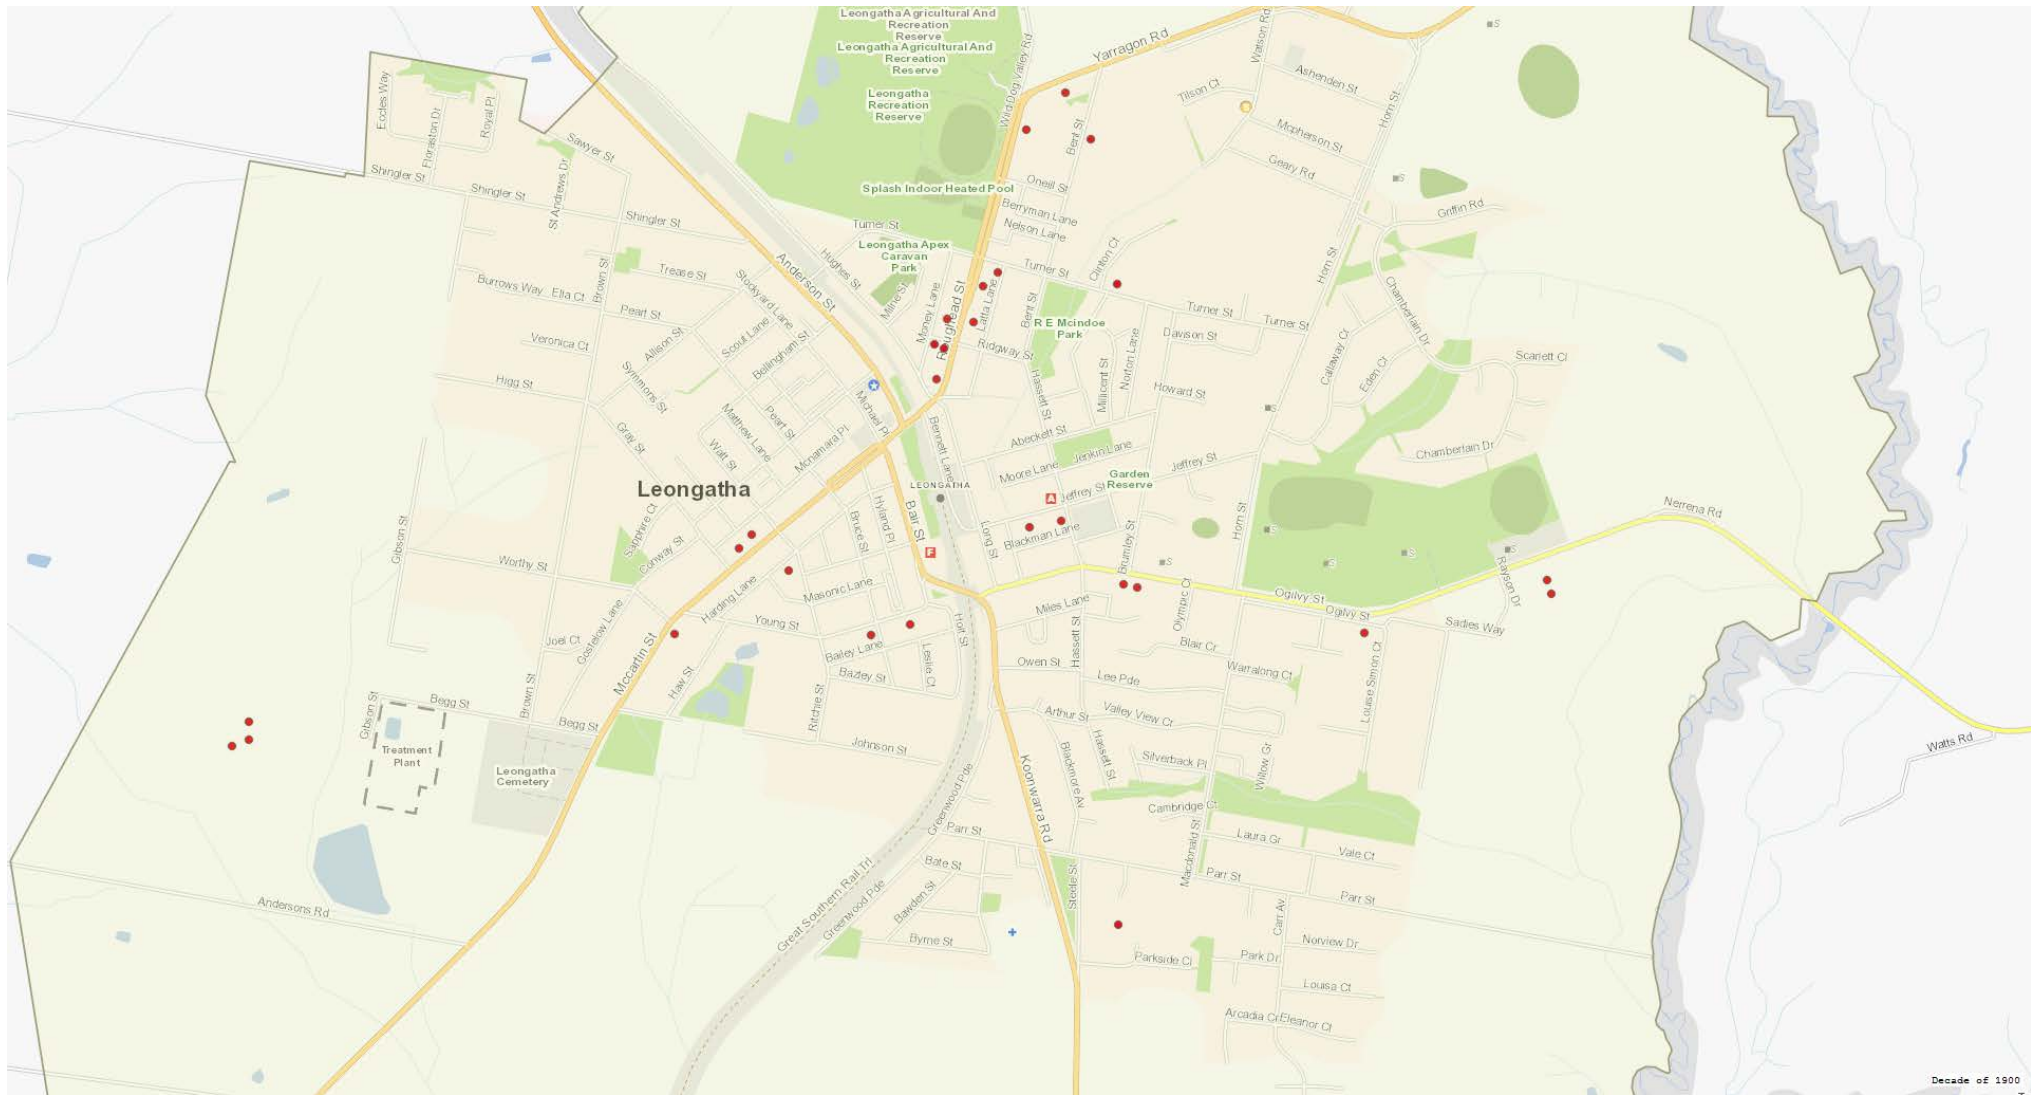 Leongatha Agricultural And
Recreation
Reserve
Leongatha Agricultural And
Recreation
Reserve
Leongatha
Recreation
Reserve
Wild Dog Valley Rd
Yarragon Rd
Watson Rd
Ashenden St
Tilson Ct
Horn St
Mcpherson St
Geary Rd
Bent St
Eccles Way
Floraston Dr
Royal Pl
Sawyer St
Shingler St
Shingler St
St Andrews Dr
Shingler St
Splash Indoor Heated Pool
Oneill St
Berryman Lane
Nelson Lane
Griffin Rd
Turner St
Leongatha Apex
Caravan
Park
Hughes St
Anderson St
Milne St
Money Lane
Roughead St
Latta Lane
Turner St
Clinton Ct
Bent St
Horn St
Chamberlain Dr
Trease St
Stockyard Lane
Brown St
Burrows Way
Ella Ct
Pearl St
Allison St
Scout Lane
Bellingham St
Veronica Ct
Symmons St
Higg St
R E Mcindoe
Park
Turner St
Turner St
Davison St
Ridgway St
Norton Lane
Millicent St
Hassett St
Howard St
Callaway Cr
Eden Ct
Scarlett Cl
Michael Pl
Matthew Lane
Pearl St
Watt St
Mcnamara Pl
Gray St
Bennett Lane
Abeckett St
Jenkin Lane
Moore Lane
Jeffrey St
Garden
Reserve
Jeffrey St
A
Chamberlain Dr
Leongatha
LEONGATHA
Nerrena Rd
Hyland Pl
Bruce St
Bair St
Long St
Blackman Lane
Horn St
Brumley St
Sapphire Ct
Gibson St
Conway St
Worthy St
F
Harding Lane
Masonic Lane
Young St
Bailey Lane
Bazley St
Leslie Ct
Holt St
Miles Lane
Olympic Ct
Ogilvy St
Ogilvy St
Rayson Dr
Sadies Way
Hassett St
Blair Cr
Owen St
Lee Pde
Warralong Ct
Louise Simon Ct
Joel Ct
Gosfelow Lane
Mccartin St
Haw St
Ritchie St
Brown St
Begg St
Begg St
Gibson St
Treatment
Plant
Leongatha
Cemetery
Johnson St
Arthur St
Valley View Ct
Blackmore Av
Hassett St
Silverback Pl
Willow Gr
Watts Rd
Koonwarra Rd
Greenwood Pde
Cambridge Ct
Macdonald St
Laura Gr
Vale Ct
Parr St
Bate St
Bawden St
Byrne St
Great Southern Rail Trl
Greenwood Pde
Steele St
Parr St
Parr St
Carr Av
Norview Dr
Parkside Cl
Park Dr
Louisa Ct
Arcadia Cr
Eleanor Ct
Andersons Rd
S
S
S
S
S
S
S
S
Decade of 1900